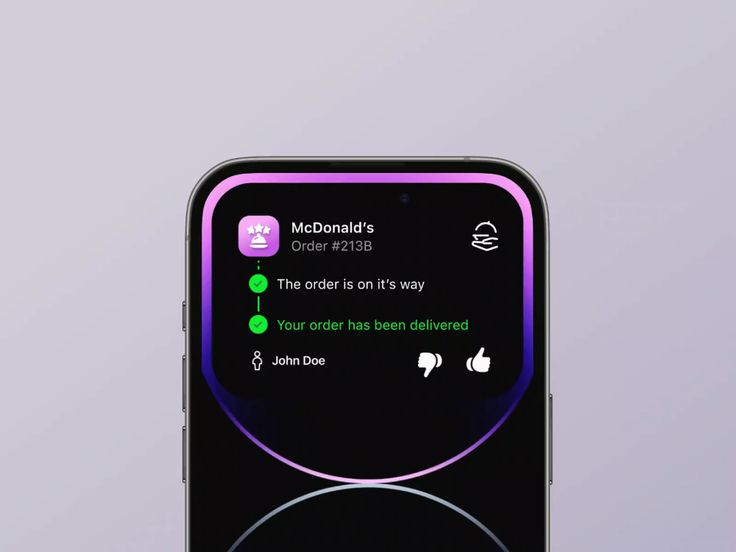 McDonald's
Order #213B
The order is on it's way
Your order has been delivered
John Doe